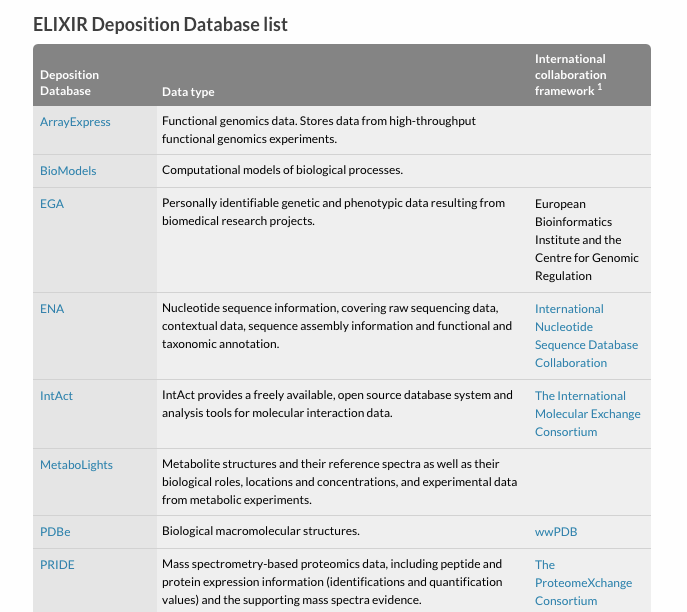 ELIXIR Deposition Database list
Deposition
Database
Data type
International
collaboration
framework 1
ArrayExpress
Functional genomics data. Stores data from high-throughput
functional genomics experiments.
BioModels
Computational models of biological processes.
EGA
Personally identifiable genetic and phenotypic data resulting from
biomedical research projects.
European
Bioinformatics
Institute and the
Centre for Genomic
Regulation
ENA
Nucleotide sequence information, covering raw sequencing data,
contextual data, sequence assembly information and functional and
taxonomic annotation.
International
Nucleotide
Sequence Database
Collaboration
IntAct
IntAct provides a freely available, open source database system and
analysis tools for molecular interaction data.
The International
Molecular Exchange
Consortium
MetaboLights
Metabolite structures and their reference spectra as well as their
biological roles, locations and concentrations, and experimental data
from metabolic experiments.
PDBe
Biological macromolecular structures.
wwPDB
PRIDE
Mass spectrometry-based proteomics data, including peptide and
protein expression information (identifications and quantification
values) and the supporting mass spectra evidence.
The
ProteomeXchange
Consortium